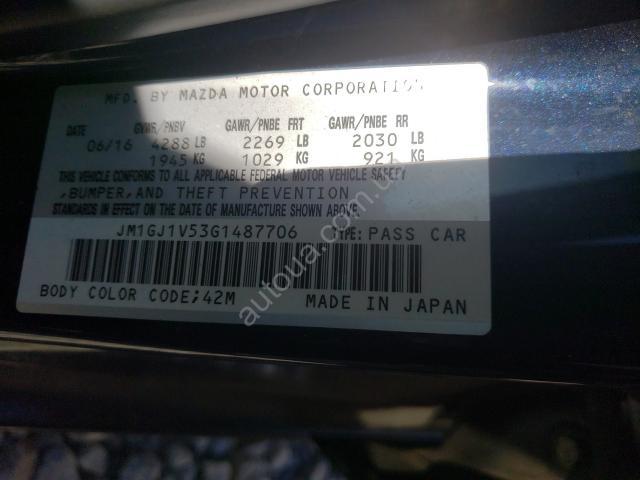 MFD. BY MAZDA MOTOR CORPORATION
DATE GVWR/PNBV GAWR/PNBE FRT GAWR/PNBE RR
06/16 4288 LB 2269 LB 2030 LB
1945 KG 1029 KG 921 KG
THIS VEHICLE CONFORMS TO ALL APPLICABLE FEDERAL MOTOR VEHICLE SAFETY
,BUMPER,AND THEFT PREVENTION
STANDARDS IN EFFECT ON THE DATE OF MANUFACTURE SHOWN ABOVE.
JM1GJ1V53G1487706 TYPE: PASS CAR
BODY COLOR CODE;42M MADE IN JAPAN
autoua.com.ua